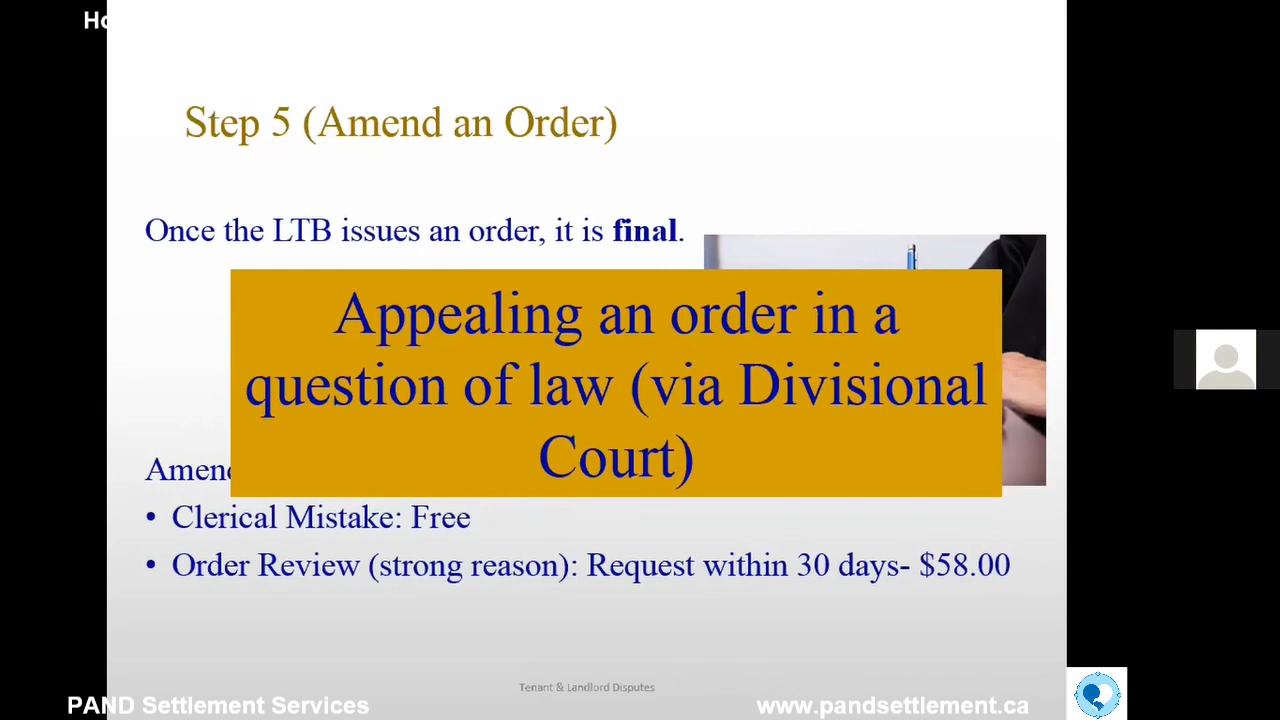 Step 5 (Amend an Order)
Once the LTB issues an order, it is final.
Appealing an order in a
question of law (via Divisional
Court)
• Clerical Mistake: Free
• Order Review (strong reason): Request within 30 days- $58.00
Tenant & Landlord Disputes
PAND Settlement Services
www.pandsettlement.ca